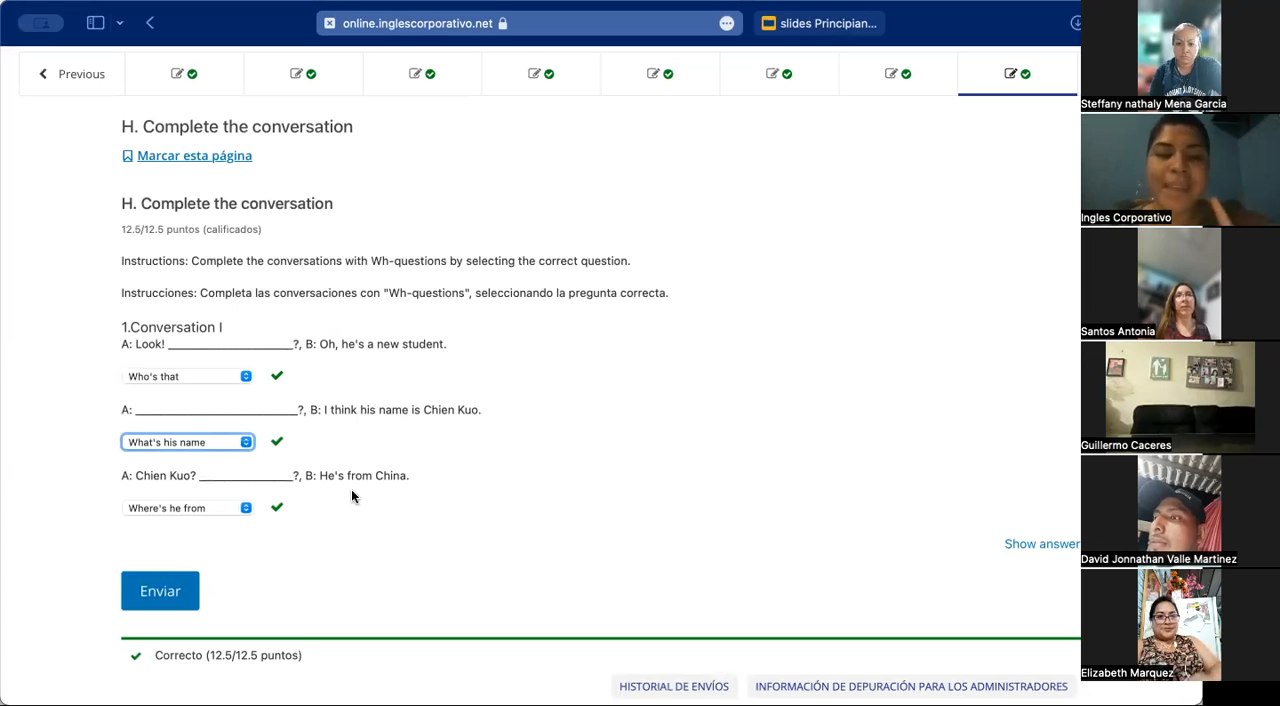 online.inglescorporativo.net
slides Principian...
Previous
H. Complete the conversation
Marcar esta página
H. Complete the conversation
12.5/12.5 puntos (calificados)
Instructions: Complete the conversations with Wh-questions by selecting the correct question.
Instrucciones: Completa las conversaciones con "Wh-questions", seleccionando la pregunta correcta.
1.Conversation I
A: Look! ____________________?, B: Oh, he's a new student.
Who's that
A: __________________________?, B: I think his name is Chien Kuo.
What's his name
A: Chien Kuo? _______________?, B: He's from China.
Where's he from
Show answer
Enviar
Correcto (12.5/12.5 puntos)
HISTORIAL DE ENVÍOS
INFORMACIÓN DE DEPURACIÓN PARA LOS ADMINISTRADORES
Steffany nathaly Mena Garcia
Ingles Corporativo
Santos Antonia
Guillermo Caceres
David Jonnathan Valle Martinez
Elizabeth Marquez